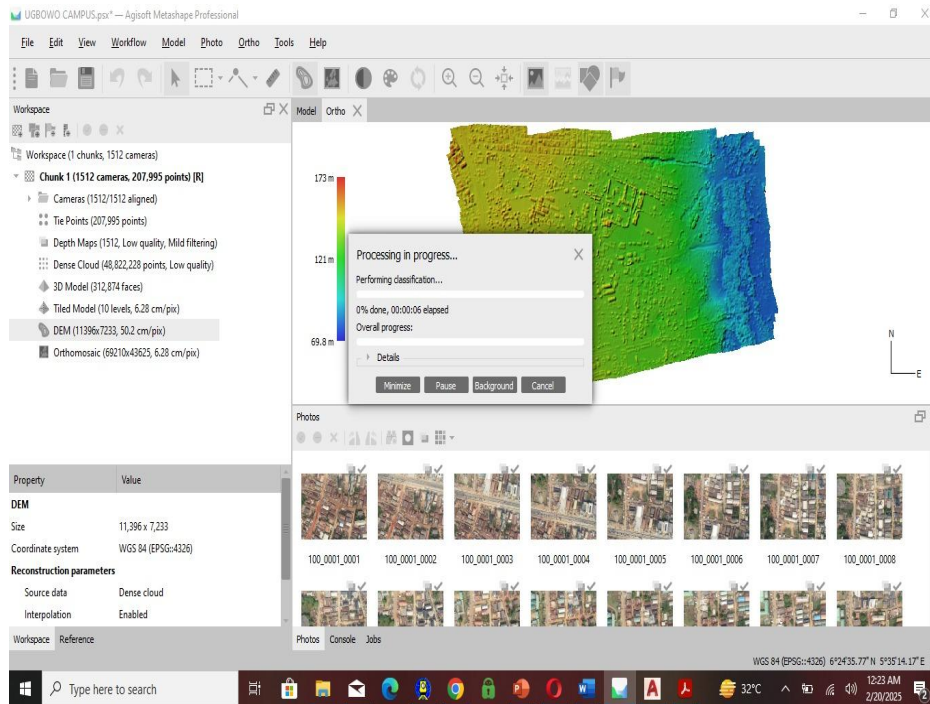 UGBOWO CAMPUS.psx* — Agisoft Metashape Professional
File Edit View Workflow Model Photo Ortho Tools Help
Workspace
Workspace (1 chunks, 1512 cameras)
Chunk 1 (1512 cameras, 207,995 points) [R]
Cameras (1512/1512 aligned)
Tie Points (207,995 points)
Depth Maps (1512, Low quality, Mild filtering)
Dense Cloud (48,822,228 points, Low quality)
3D Model (312,874 faces)
Tiled Model (10 levels, 6.28 cm/pix)
DEM (11396x7233, 50.2 cm/pix)
Orthomosaic (69210x43625, 6.28 cm/pix)
Property Value
DEM
Size 11,396 x 7,233
Coordinate system WGS 84 (EPSG::4326)
Reconstruction parameters
Source data Dense cloud
Interpolation Enabled
Workspace Reference
Model Ortho
173 m
121 m
69.8 m
N
E
Processing in progress...
Performing classification...
0% done, 00:00:06 elapsed
Overall progress:
Details
Minimize Pause Background Cancel
Photos
100_0001_0001 100_0001_0002 100_0001_0003 100_0001_0004 100_0001_0005 100_0001_0006 100_0001_0007 100_0001_0008
Photos Console Jobs
WGS 84 (EPSG::4326) 6°24'35.77" N 5°35'14.17" E
Type here to search
32°C
12:23 AM
2/20/2025
2